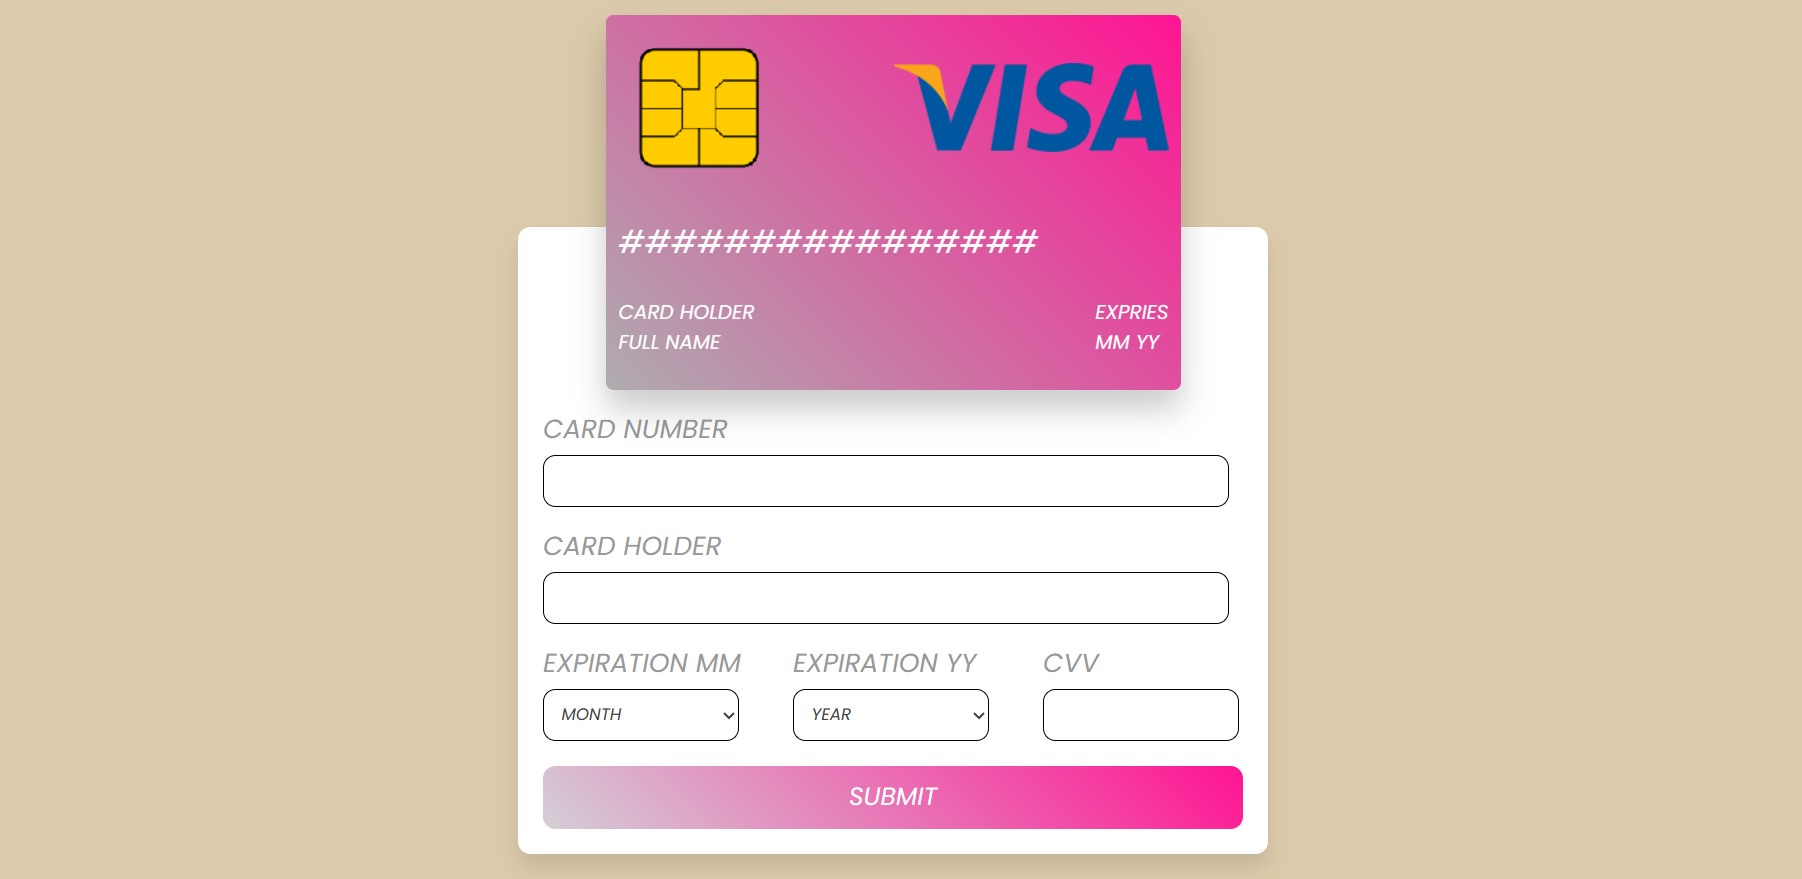 VISA
################
CARD HOLDER
EXPRIES
FULL NAME
MM YY
CARD NUMBER
CARD HOLDER
EXPIRATION MM
EXPIRATION YY
CVV
MONTH
YEAR
SUBMIT